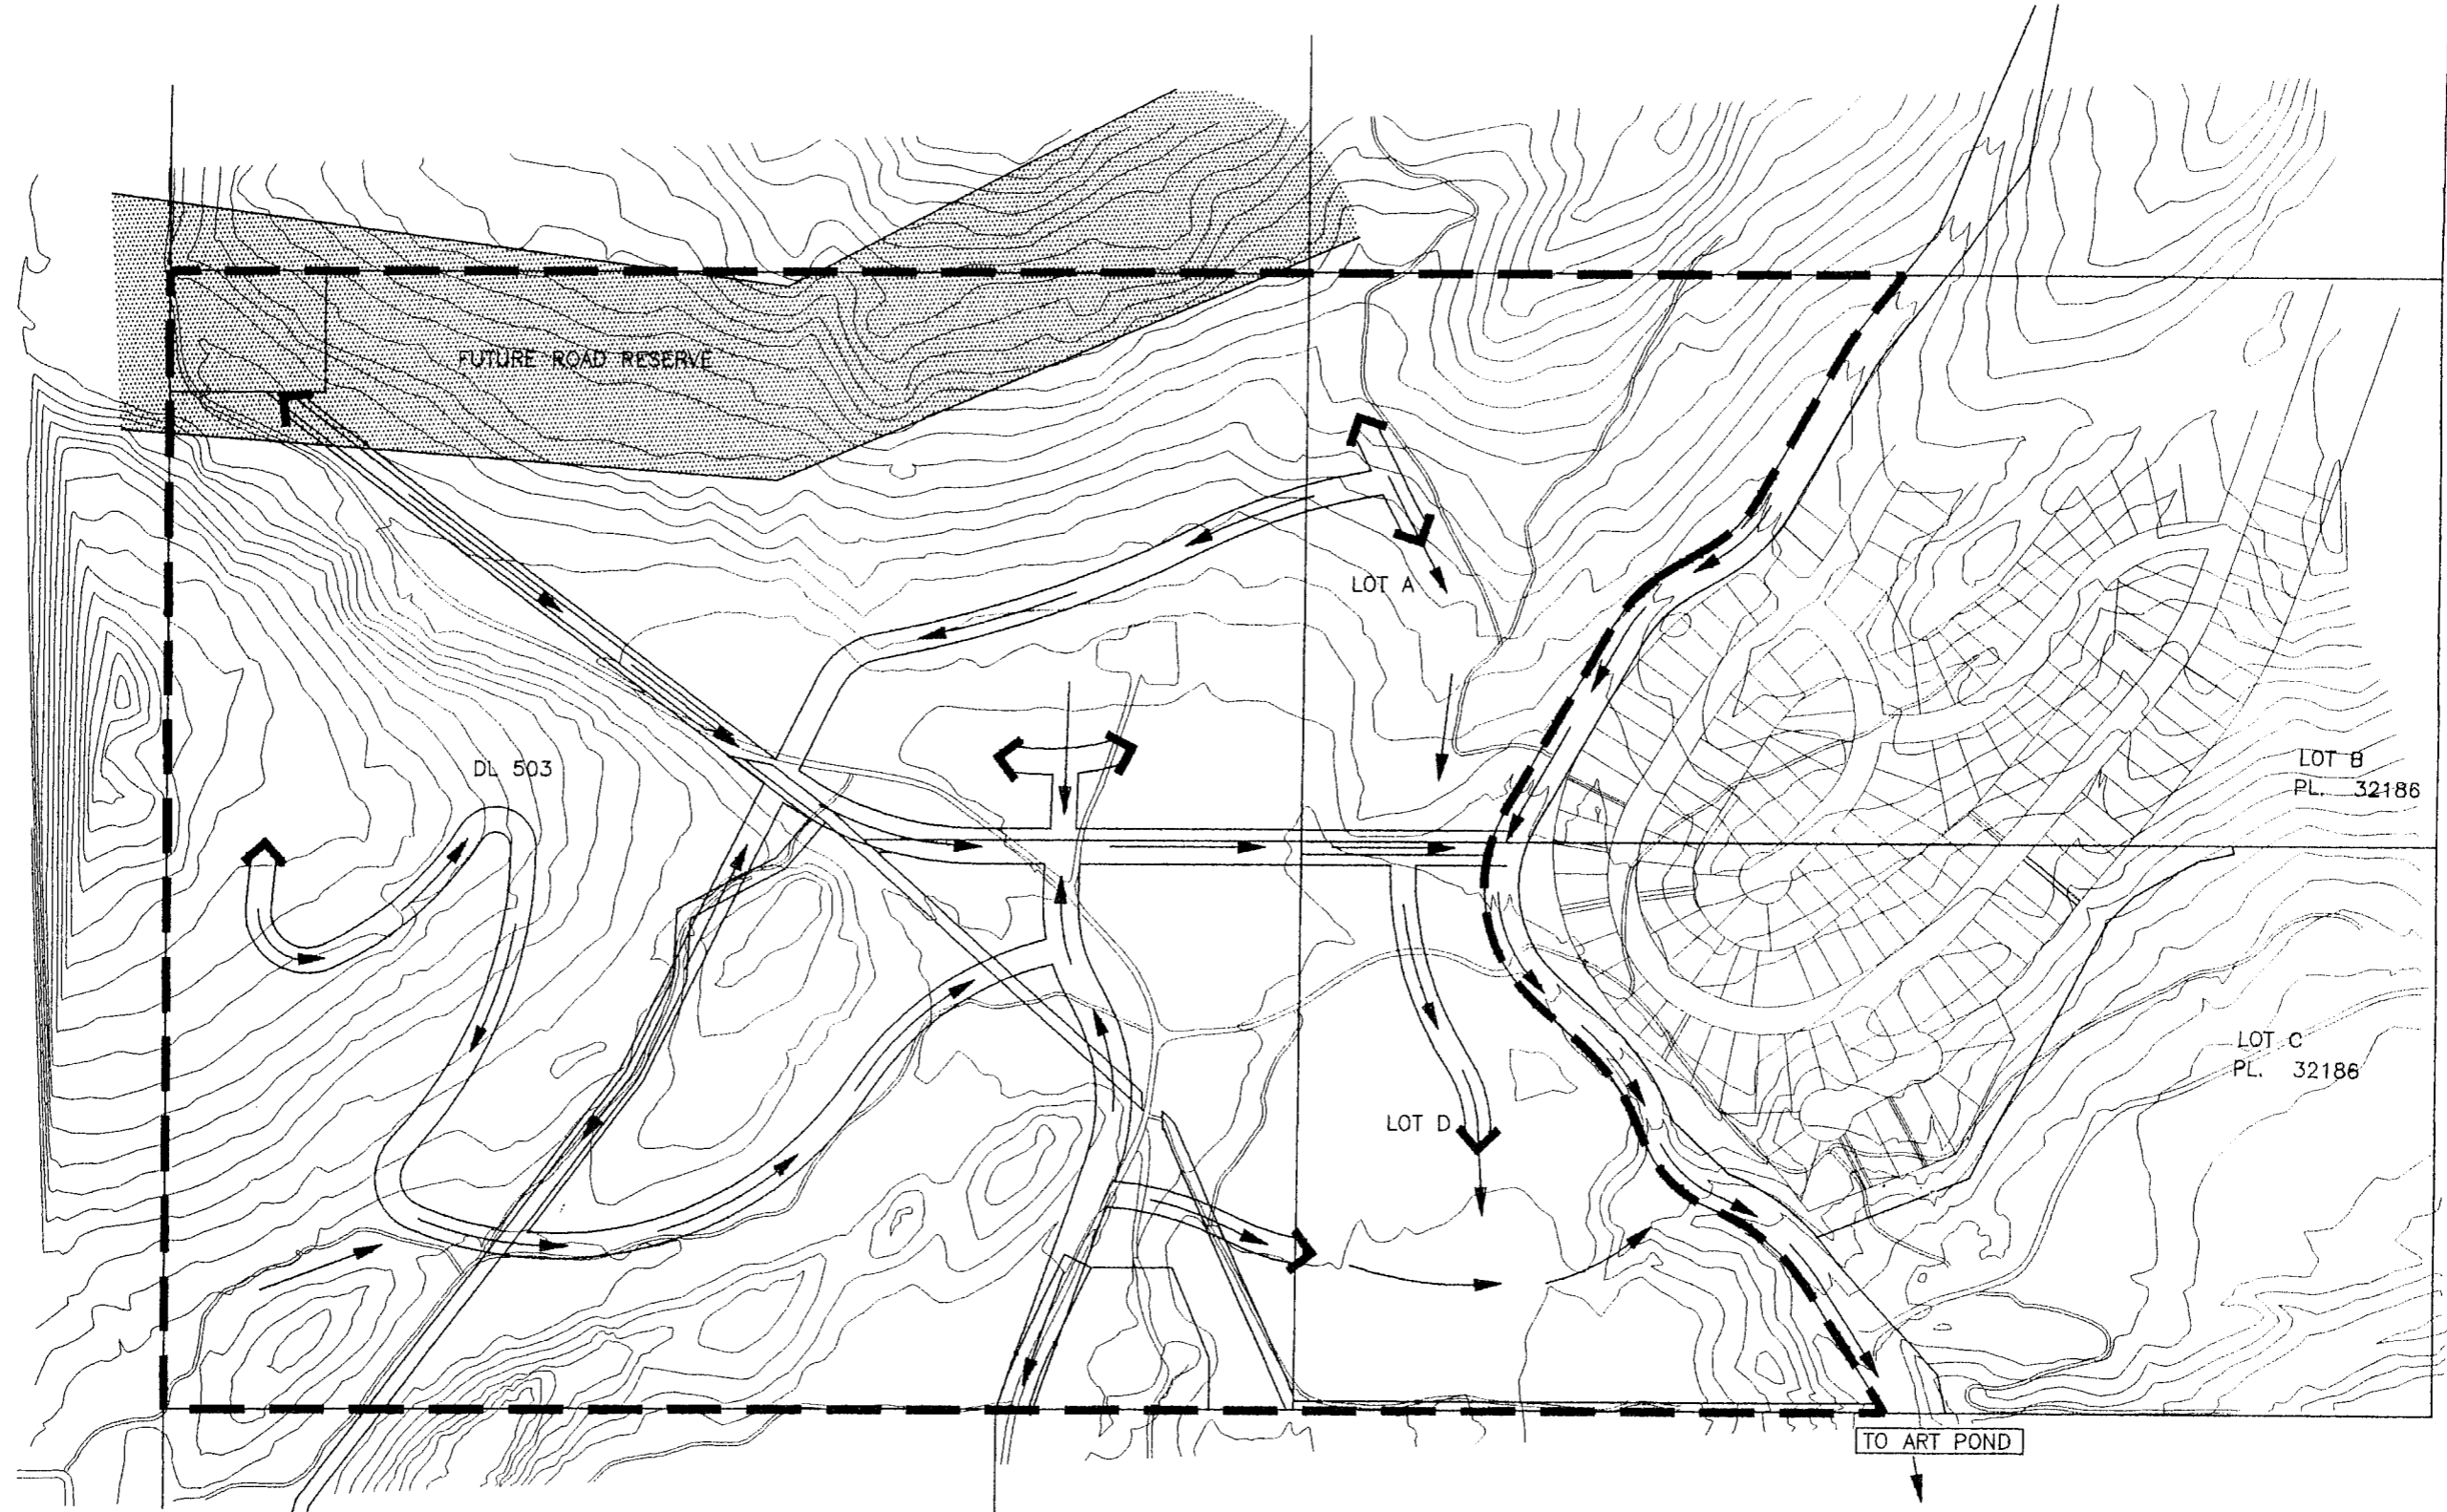 FUTURE ROAD RESERVE
LOT A
DL 503
LOT B
PL. 32186
LOT C
PL. 32186
LOT D
TO ART POND